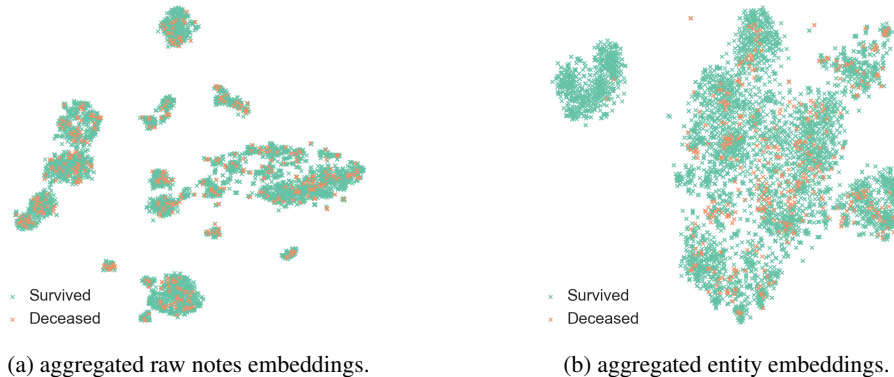 Survived
Deceased
Survived
Deceased
(a) aggregated raw notes embeddings.
(b) aggregated entity embeddings.